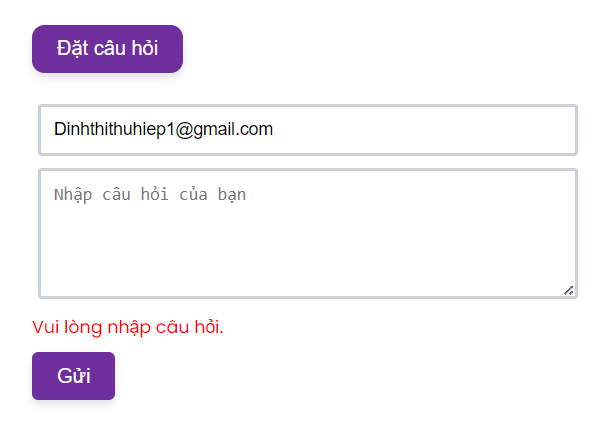 Đặt câu hỏi
Dinhthithuhiep1@gmail.com
Nhập câu hỏi của bạn
Vui lòng nhập câu hỏi.
Gửi